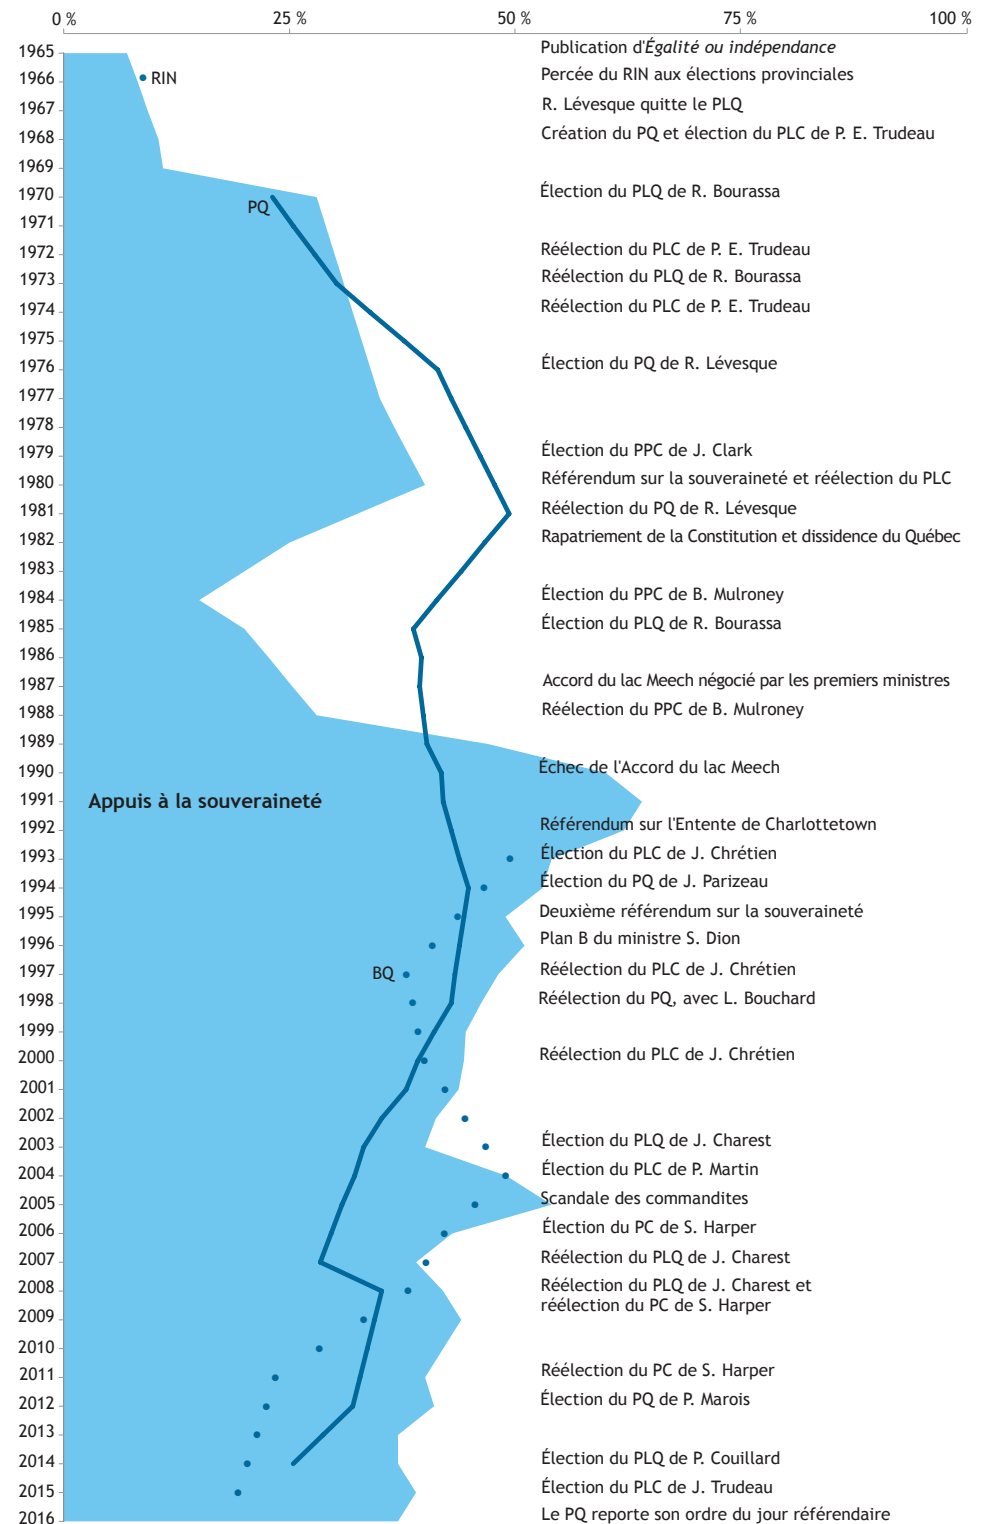 0 % 25 % 50 % 75 % 100 %
1965 Publication d'Égalité ou indépendance
1966 RIN Percée du RIN aux élections provinciales
1967 R. Lévesque quitte le PLQ
1968 Création du PQ et élection du PLC de P. E. Trudeau
1969
1970 Élection du PLQ de R. Bourassa
PQ
1971
1972 Réélection du PLC de P. E. Trudeau
1973 Réélection du PLQ de R. Bourassa
1974 Réélection du PLC de P. E. Trudeau
1975
1976 Élection du PQ de R. Lévesque
1977
1978
1979 Élection du PPC de J. Clark
1980 Référendum sur la souveraineté et réélection du PLC
1981 Réélection du PQ de R. Lévesque
1982 Rapatriement de la Constitution et dissidence du Québec
1983
1984 Élection du PPC de B. Mulroney
1985 Élection du PLQ de R. Bourassa
1986
1987 Accord du lac Meech négocié par les premiers ministres
1988 Réélection du PPC de B. Mulroney
1989
1990 Échec de l'Accord du lac Meech
1991 Appuis à la souveraineté
1992 Référendum sur l'Entente de Charlottetown
1993 Élection du PLC de J. Chrétien
1994 Élection du PQ de J. Parizeau
1995 Deuxième référendum sur la souveraineté
1996 Plan B du ministre S. Dion
1997 BQ Réélection du PLC de J. Chrétien
1998 Réélection du PQ, avec L. Bouchard
1999
2000 Réélection du PLC de J. Chrétien
2001
2002
2003 Élection du PLQ de J. Charest
2004 Élection du PLC de P. Martin
2005 Scandale des commandites
2006 Élection du PC de S. Harper
2007 Réélection du PLQ de J. Charest
2008 Réélection du PLQ de J. Charest et
réélection du PC de S. Harper
2009
2010
2011 Réélection du PC de S. Harper
2012 Élection du PQ de P. Marois
2013
2014 Élection du PLQ de P. Couillard
2015 Élection du PLC de J. Trudeau
2016 Le PQ reporte son ordre du jour référendaire